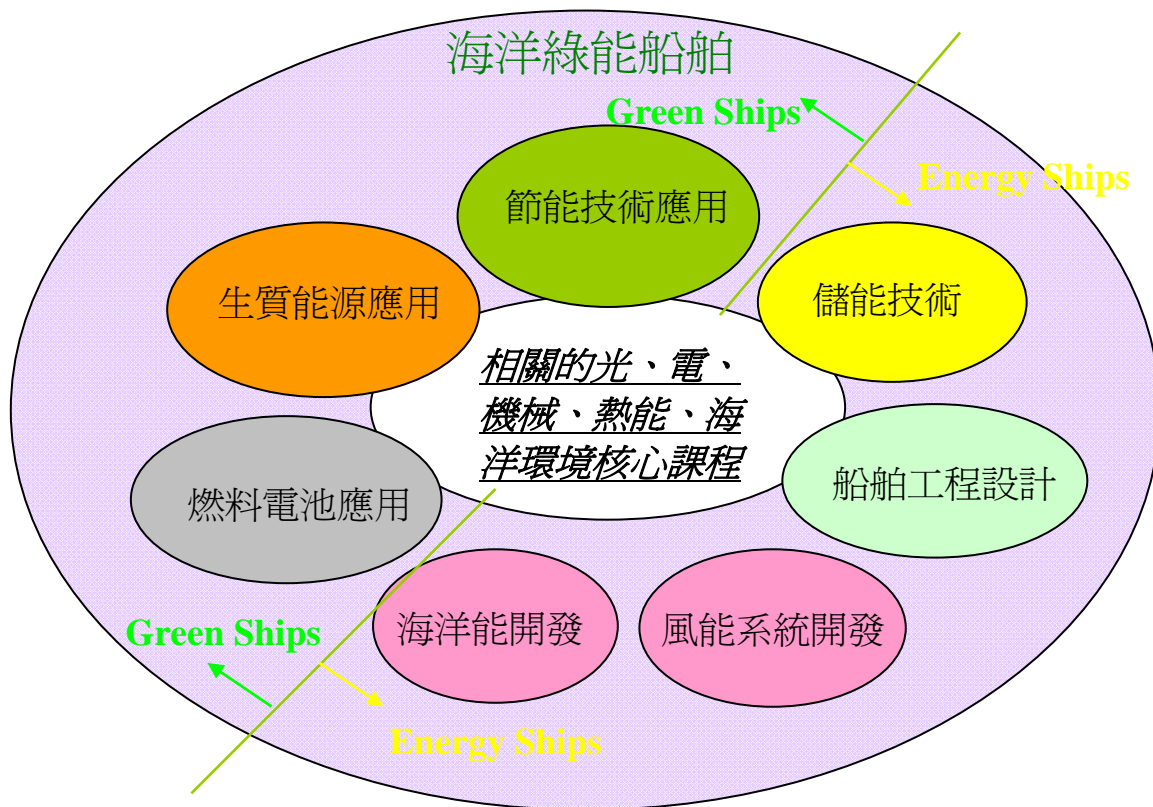 海洋綠能船舶
Green Ships
Energy Ships
節能技術應用
生質能源應用
儲能技術
相關的光、電、
機械、熱能、海
洋環境核心課程
燃料電池應用
船舶工程設計
海洋能開發
風能系統開發
Green Ships
Energy Ships